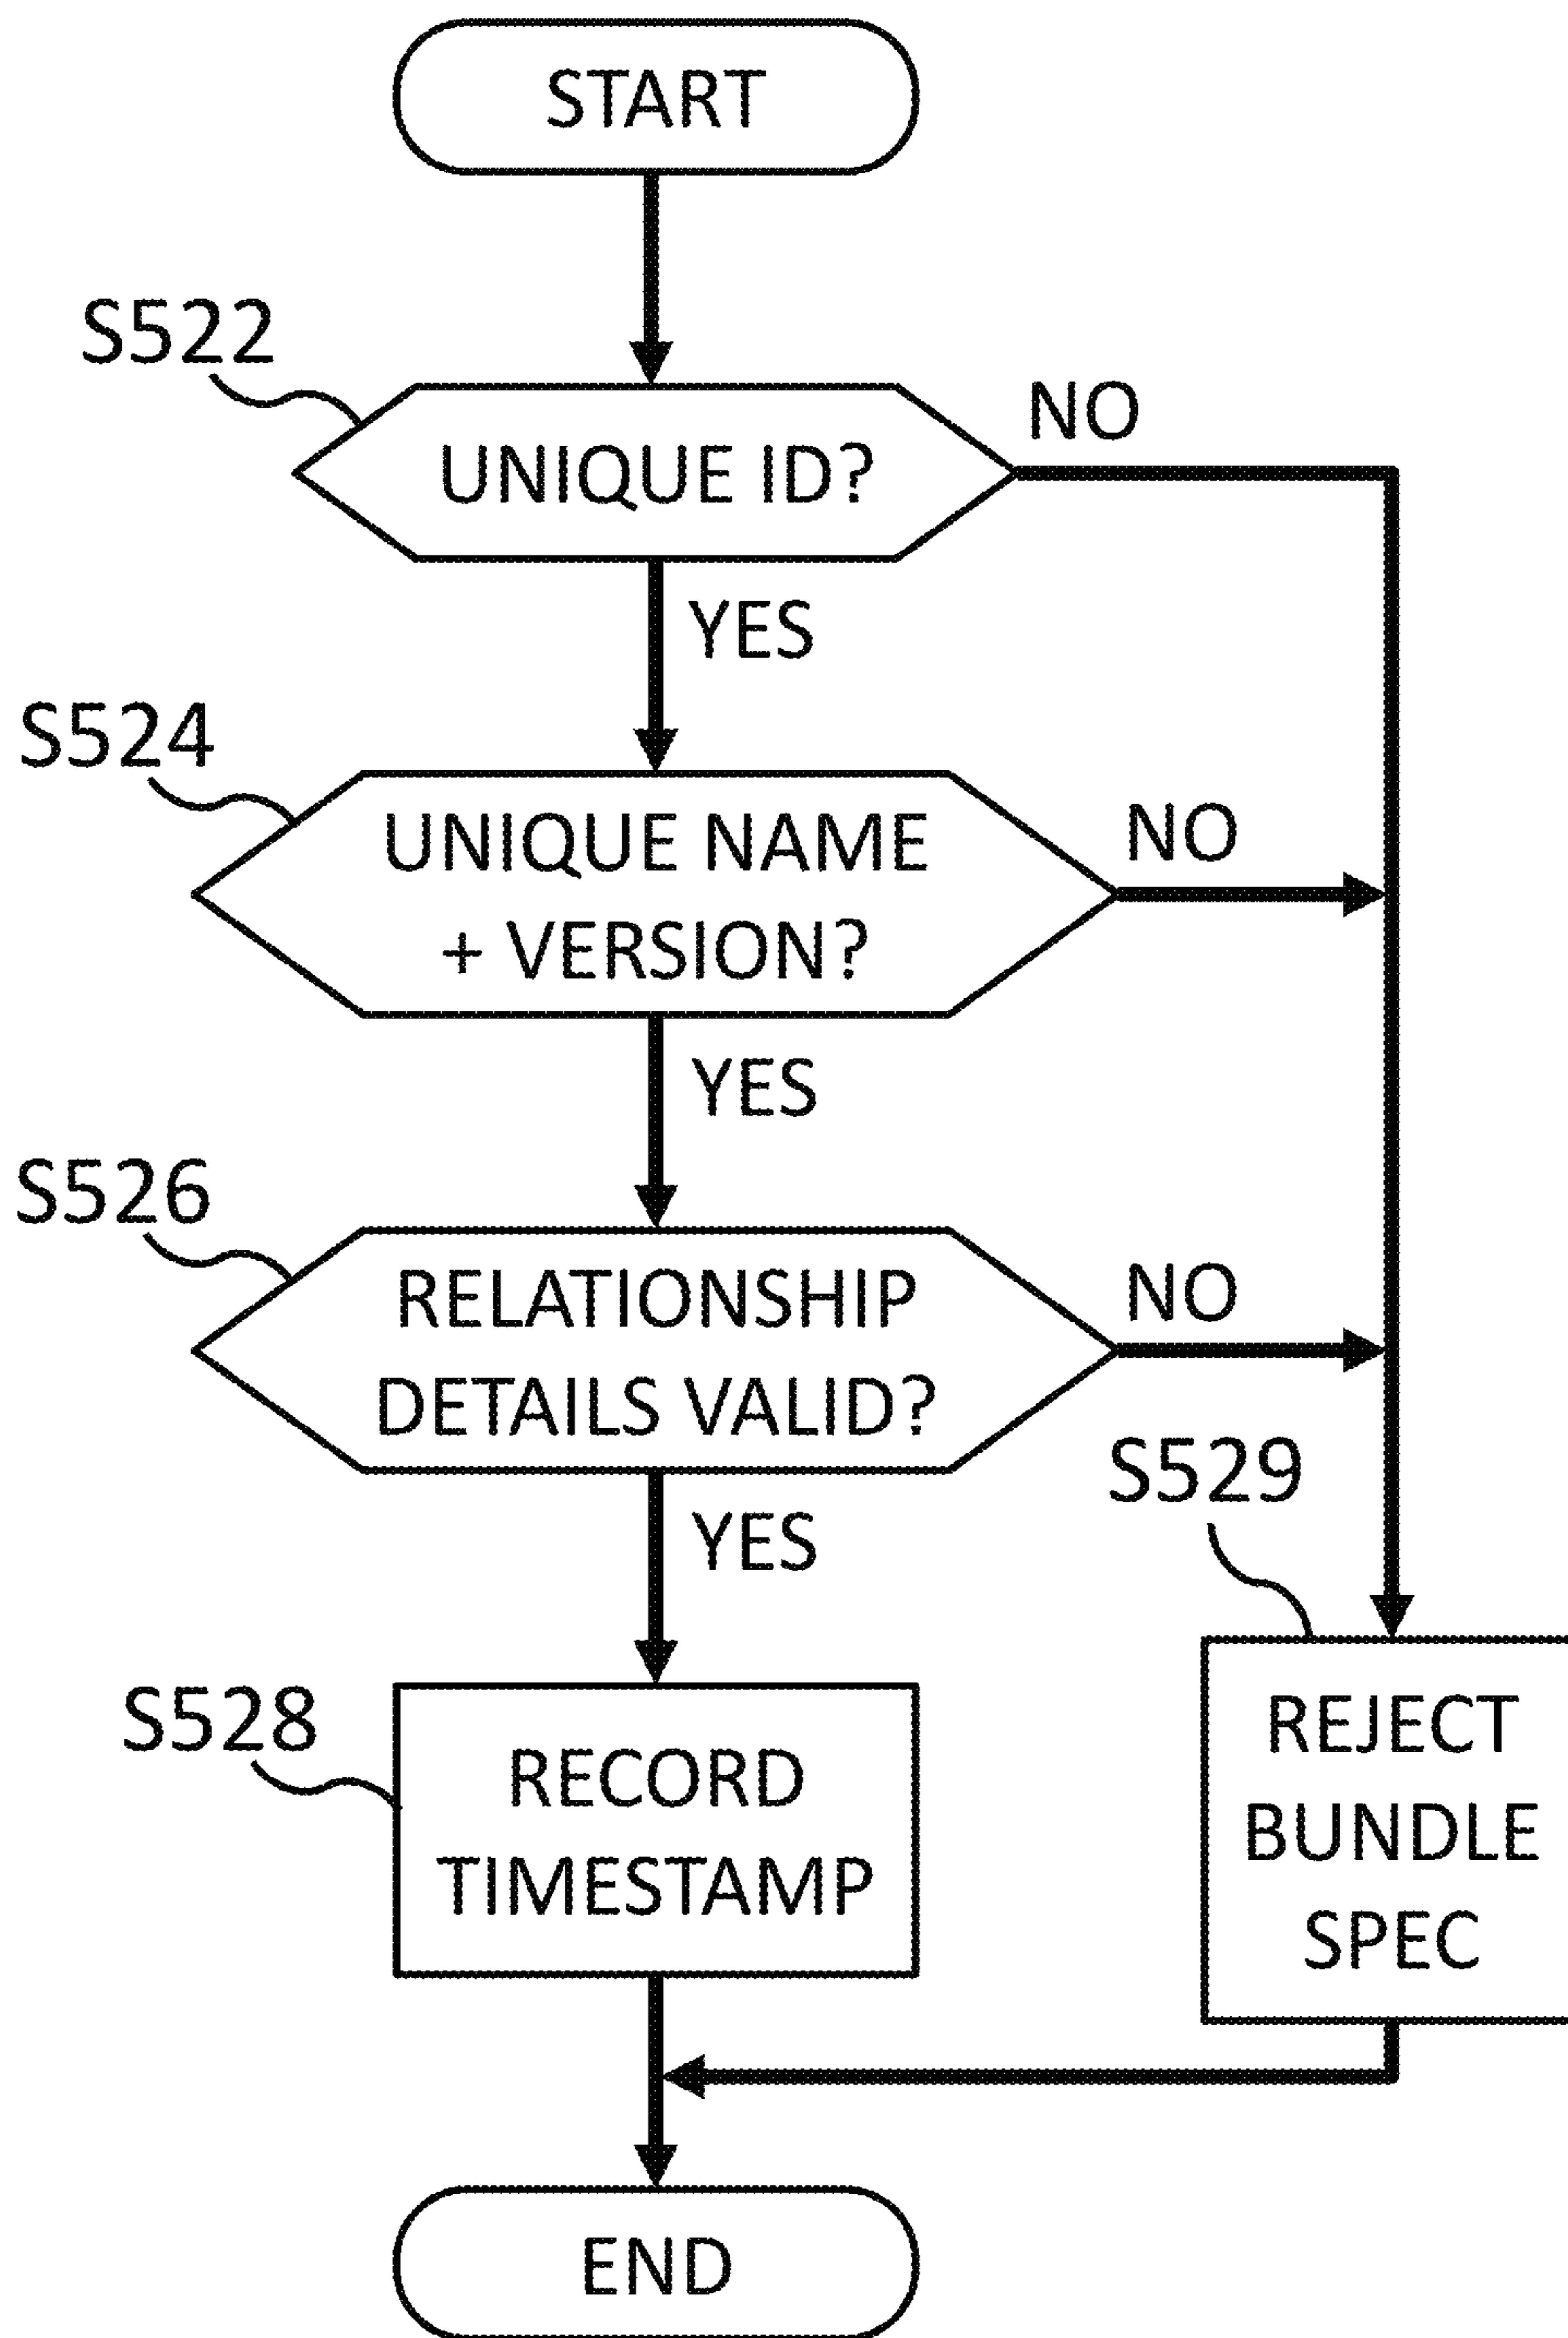 START
S522
UNIQUE ID?
NO
YES
S524
UNIQUE NAME
+ VERSION?
NO
YES
S526
RELATIONSHIP
DETAILS VALID?
NO
YES
S529
S528
RECORD
TIMESTAMP
REJECT
BUNDLE
SPEC
END